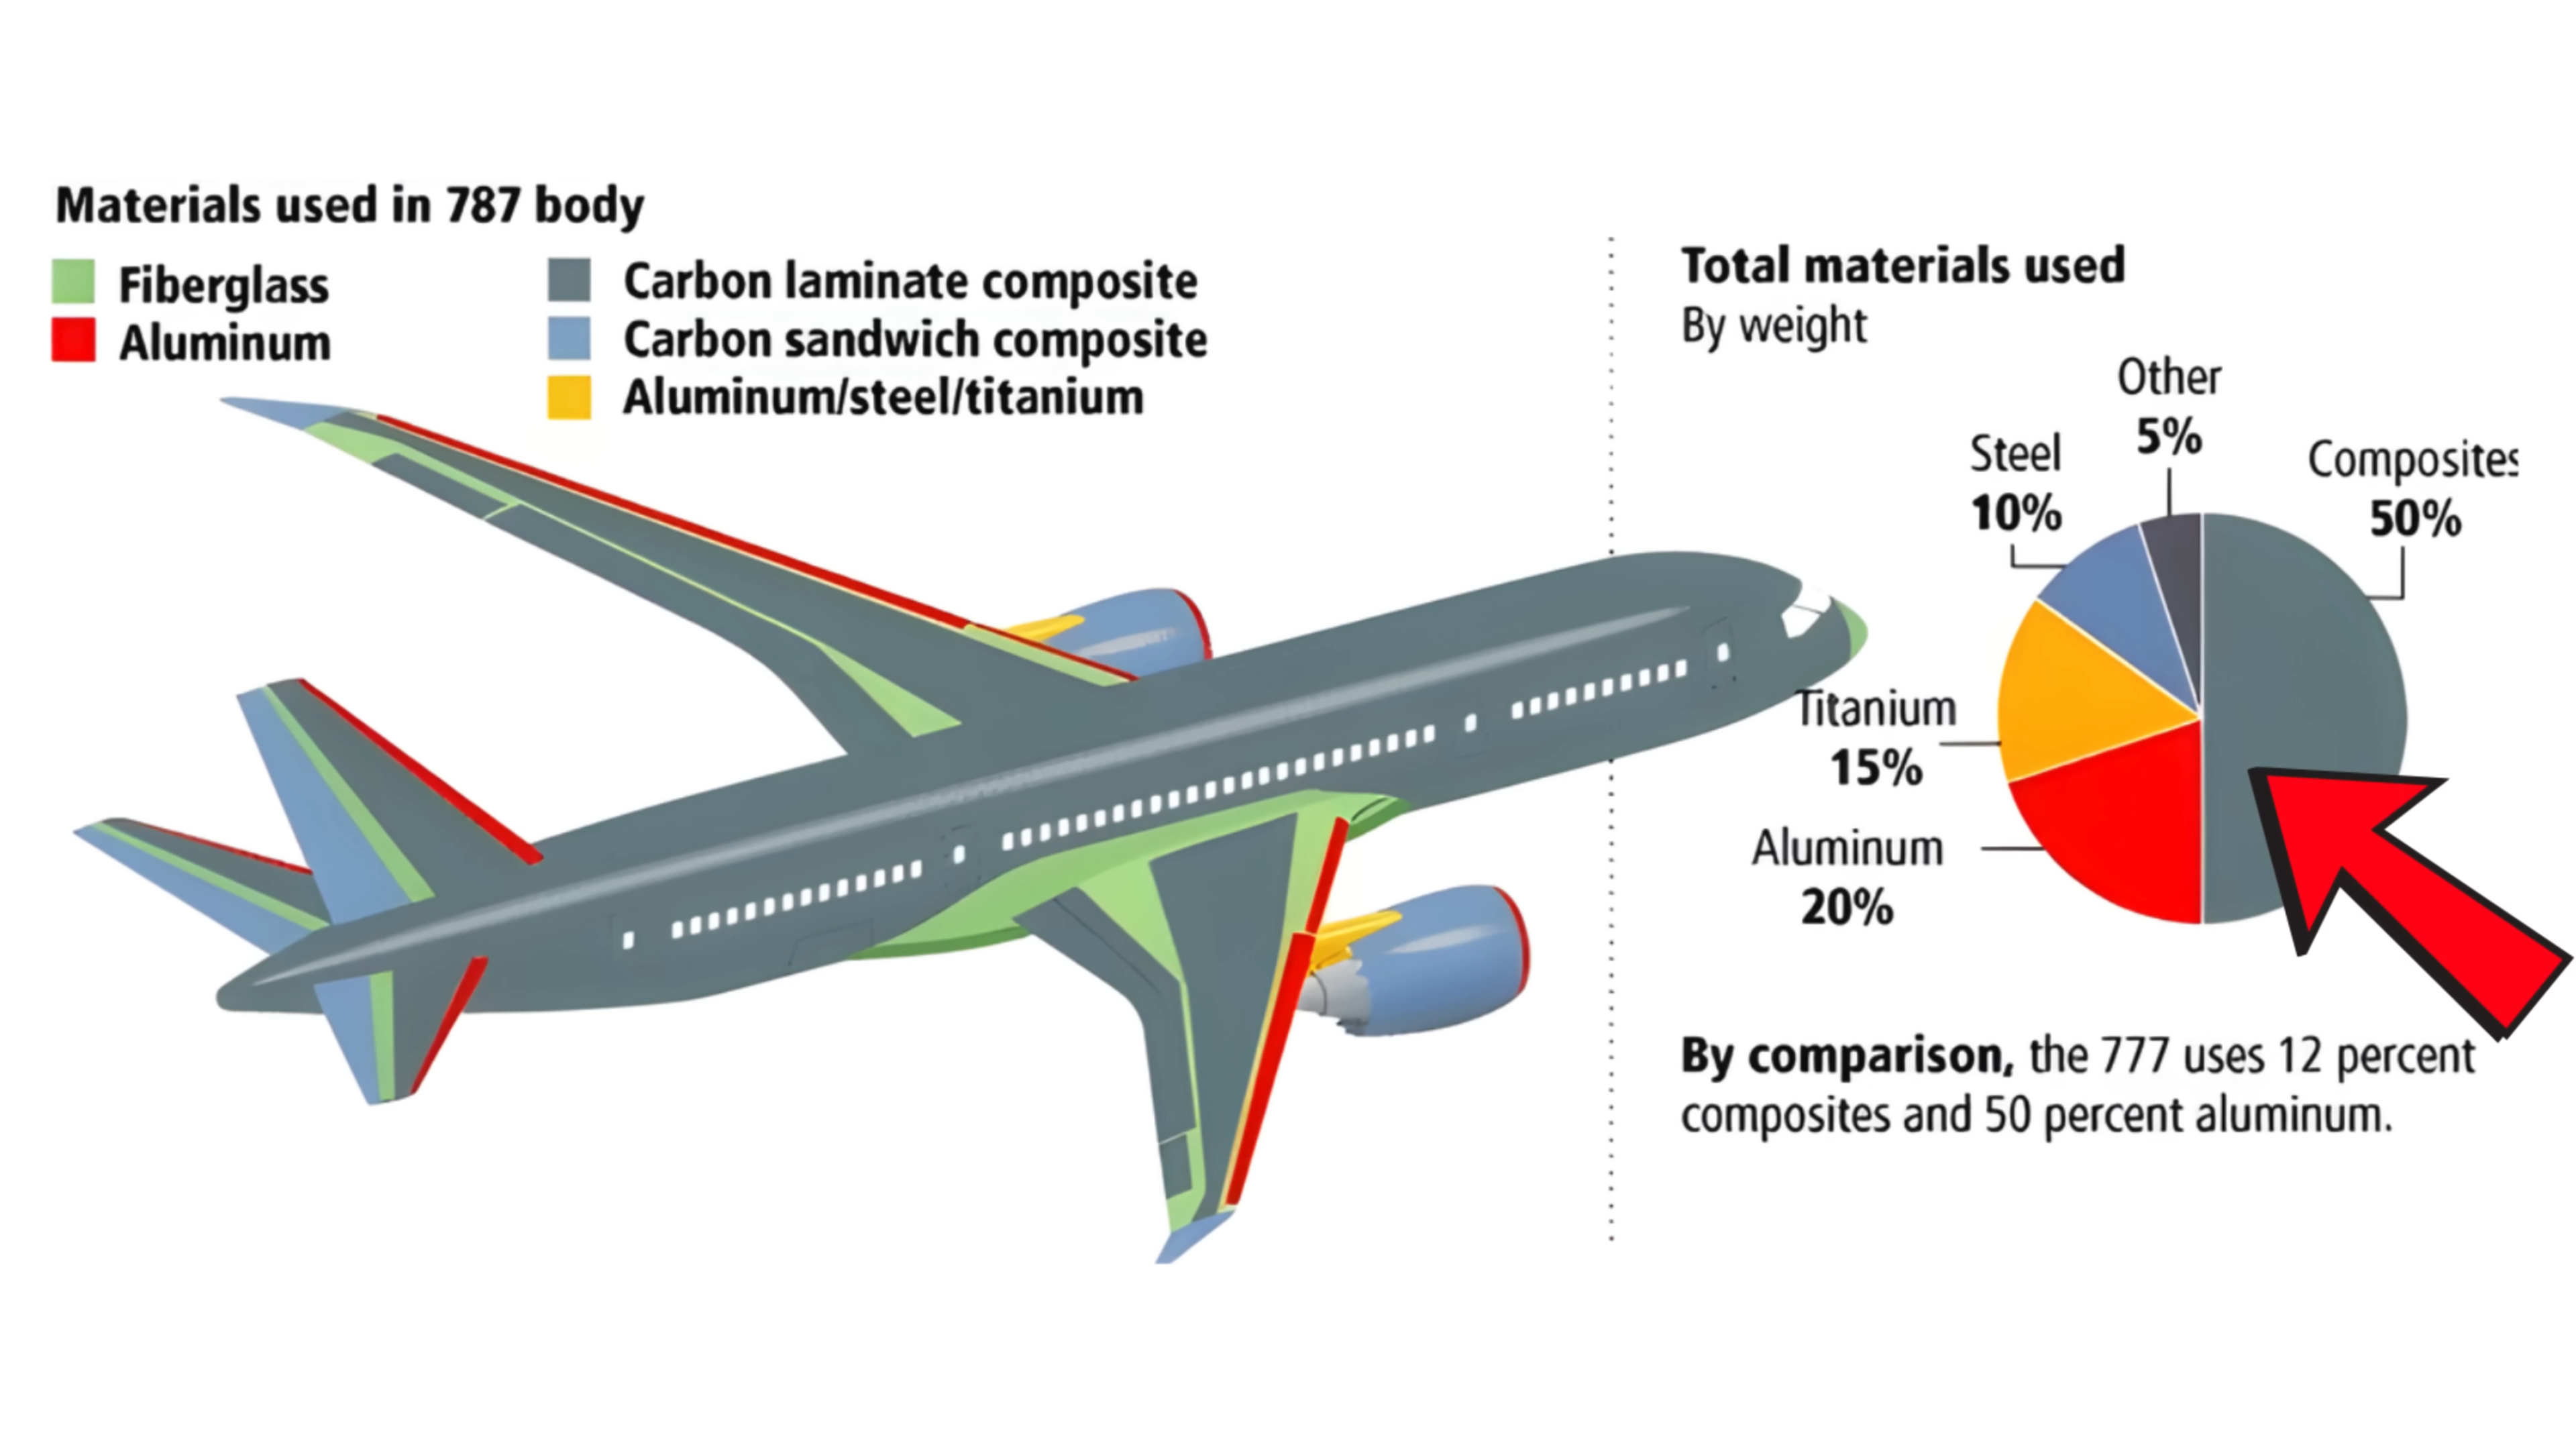 Materials used in 787 body
Fiberglass
Aluminum
Carbon laminate composite
Carbon sandwich composite
Aluminum/steel/titanium
Total materials used
By weight
Other
5%
Steel
10%
Composites
50%
Titanium
15%
Aluminum
20%
By comparison, the 777 uses 12 percent
composites and 50 percent aluminum.